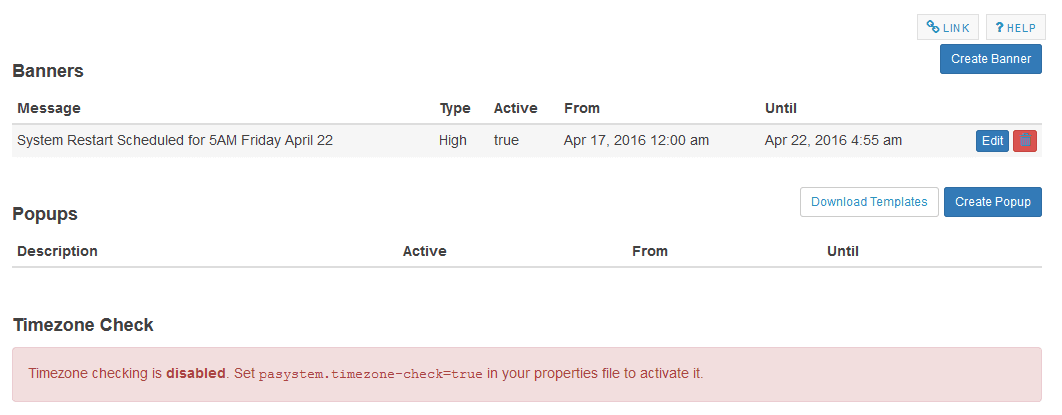 LINK ? HELP
Create Banner
Banners
Message Type Active From Until
System Restart Scheduled for 5AM Friday April 22 High true Apr 17, 2016 12:00 am Apr 22, 2016 4:55 am Edit
Download Templates Create Popup
Popups
Description Active From Until
Timezone Check
Timezone checking is disabled. Set pasystem.timezone-check=true in your properties file to activate it.